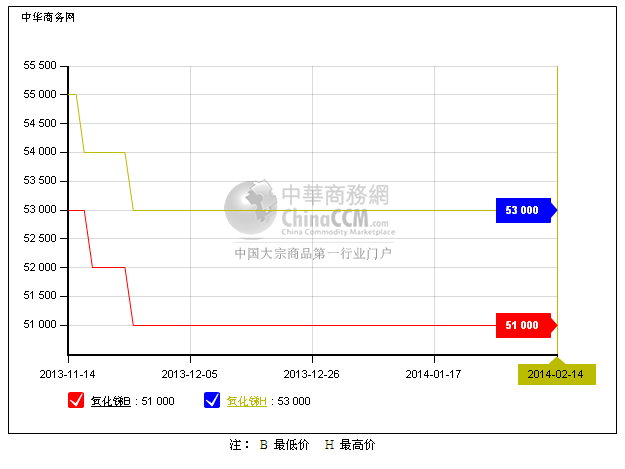 中华商务网
55 500
55 000
54 500
54 000
53 500
53 000
52 500
52 000
51 500
51 000
中華商務網
ChinaCCM.com
China Commodity Marketplace
中国大宗商品第一行业门户
53 000
51 000
2013-11-14
2013-12-05
2013-12-26
2014-01-17
2014-02-14
氧化锑B : 51 000
氧化锑H : 53 000
注： B 最低价 H 最高价